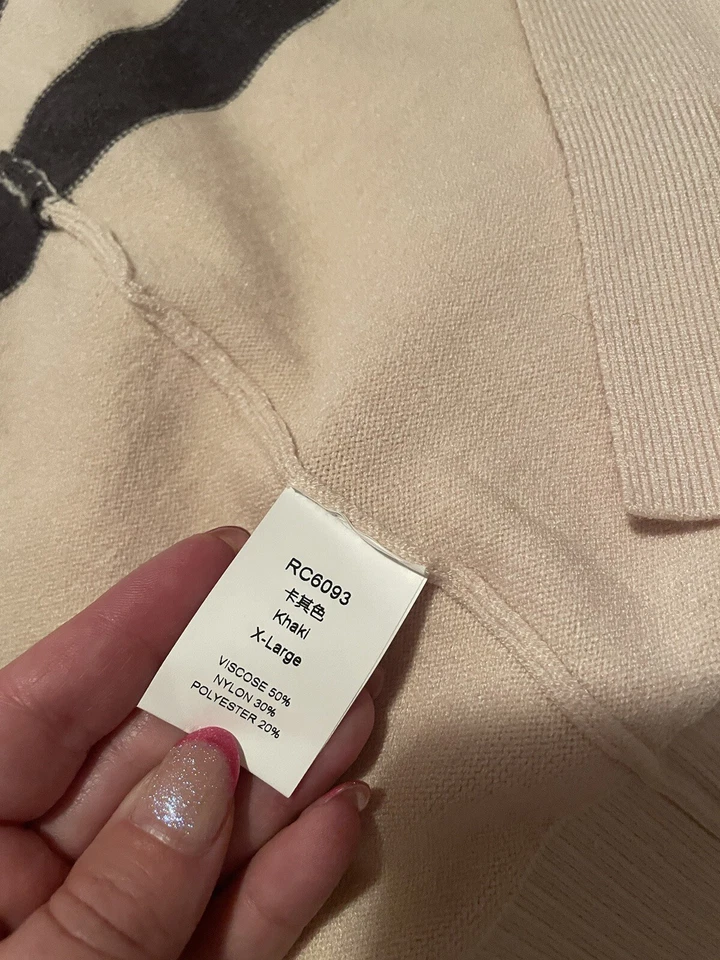 RC6093
卡其色
Khaki
X-Large
VISCOSE 50%
NYLON 30%
POLYESTER 20%